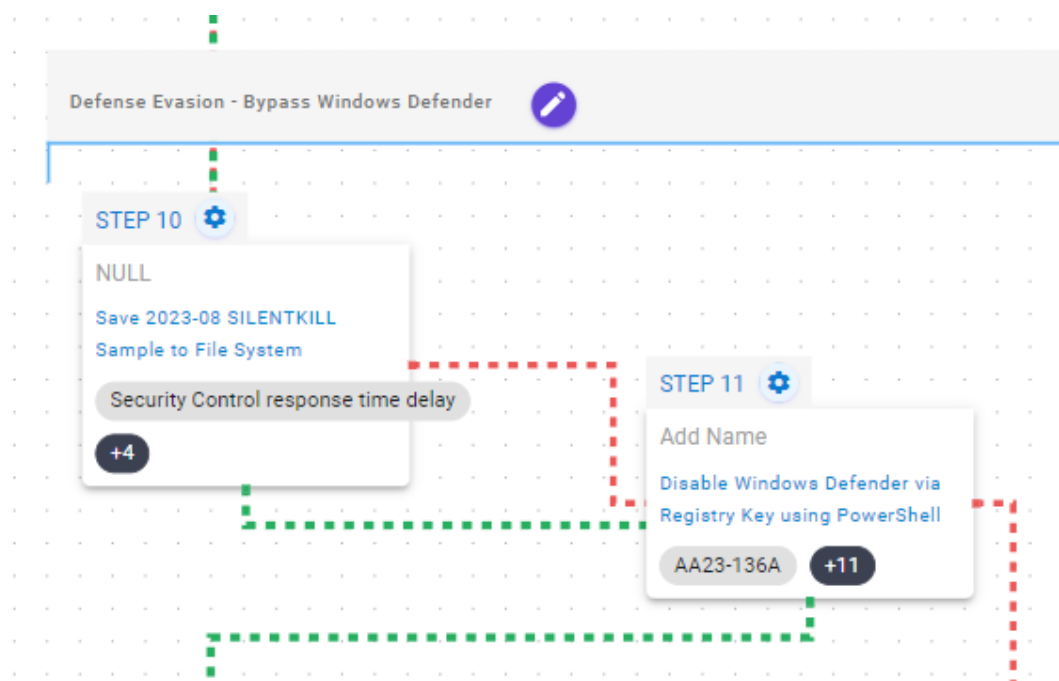 Defense Evasion - Bypass Windows Defender
STEP 10
NULL
Save 2023-08 SILENTKILL
Sample to File System
Security Control response time delay
+4
STEP 11
Add Name
Disable Windows Defender via
Registry Key using PowerShell
AA23-136A
+11